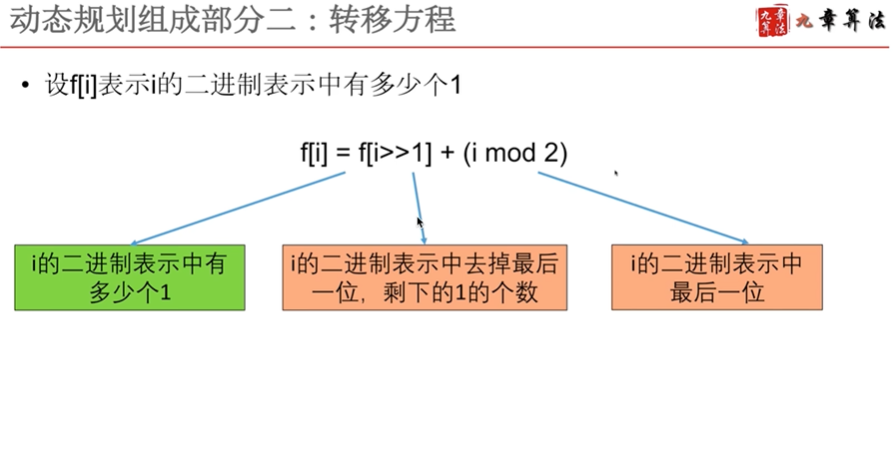 动态规划组成部分二：转移方程
九章算法
九章算法
• 设f[i]表示i的二进制表示中有多少个1
f[i] = f[i>>1] + (i mod 2)
i的二进制表示中有
多少个1
i的二进制表示中去掉最后
一位，剩下的1的个数
i的二进制表示中
最后一位